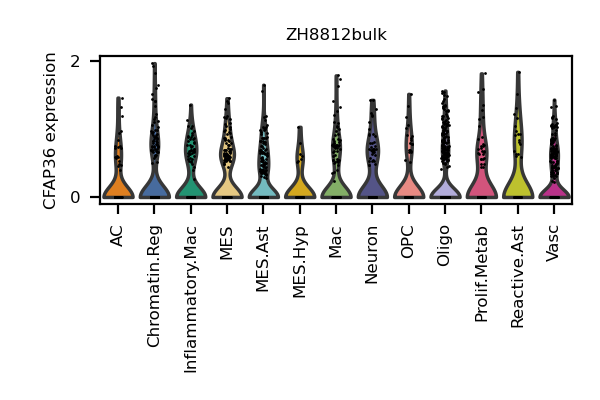 ZH8812bulk
CFAP36 expression
2
0
AC
Chromatin.Reg
Inflammatory.Mac
MES
MES.Ast
MES.Hyp
Mac
Neuron
OPC
Oligo
Prolif.Metab
Reactive.Ast
Vasc